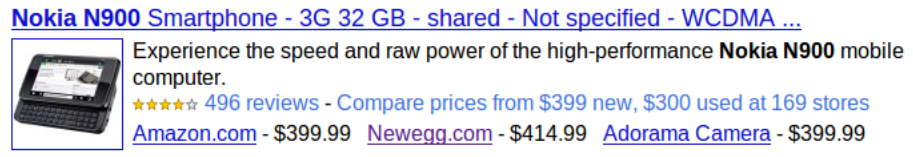 Nokia N900 Smartphone - 3G 32 GB - shared - Not specified - WCDMA ...
Experience the speed and raw power of the high-performance Nokia N900 mobile
computer.
496 reviews - Compare prices from $399 new, $300 used at 169 stores
Amazon.com - $399.99 Newegg.com - $414.99 Adorama Camera - $399.99